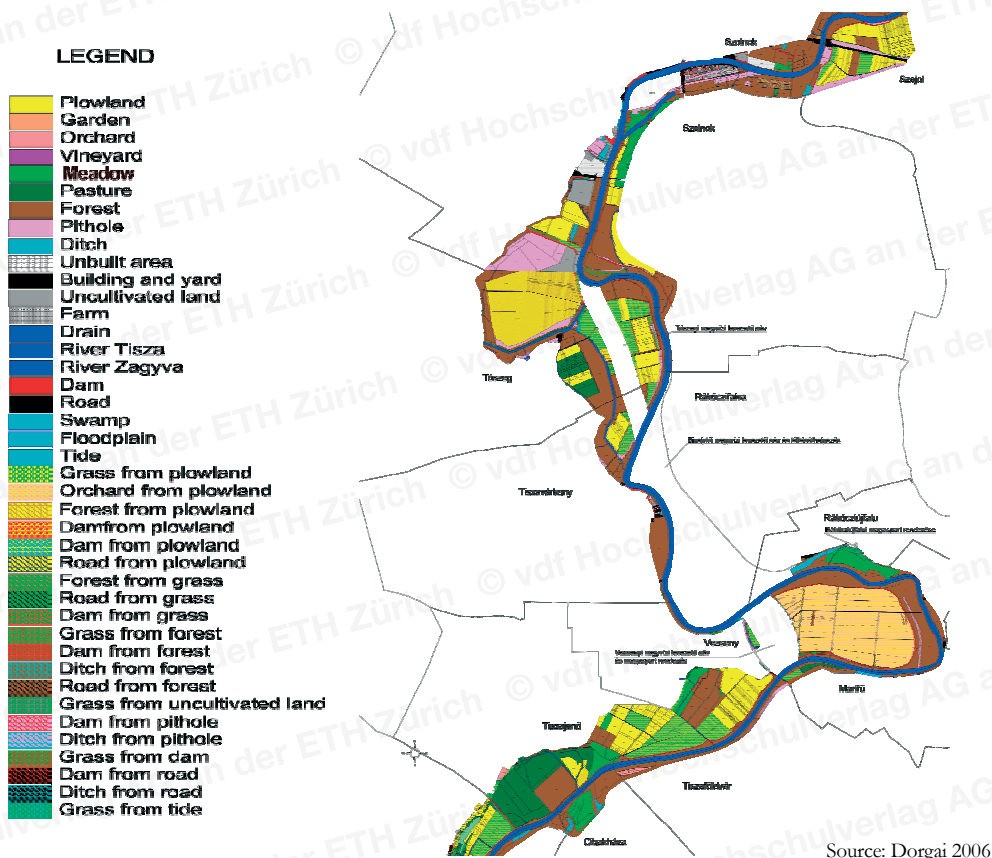 LEGEND
Plowland
Garden
Orchard
Vineyard
Meadow
Pasture
Forest
Pithole
Ditch
Unbuilt area
Building and yard
Uncultivated land
Farm
Drain
River Tisza
River Zagyva
Dam
Road
Swamp
Floodplain
Tide
Grass from plowland
Orchard from plowland
Forest from plowland
Damfrom plowland
Dam from plowland
Road from plowland
Forest from grass
Road from grass
Dam from grass
Grass from forest
Dam from forest
Ditch from forest
Road from forest
Grass from uncultivated land
Dam from pithole
Ditch from pithole
Grass from dam
Dam from road
Ditch from road
Grass from tide
Szolnok
Szajol
Szolnok
Tószeg
Rákóczifalva
Tiszavárkony
Rákócziújfalu
Vezseny
Martfű
Tiszajenő
Tiszaföldvár
Cibakháza
Source: Dorgai 2006
© vdf Hochschulverlag AG an der ETH Zürich